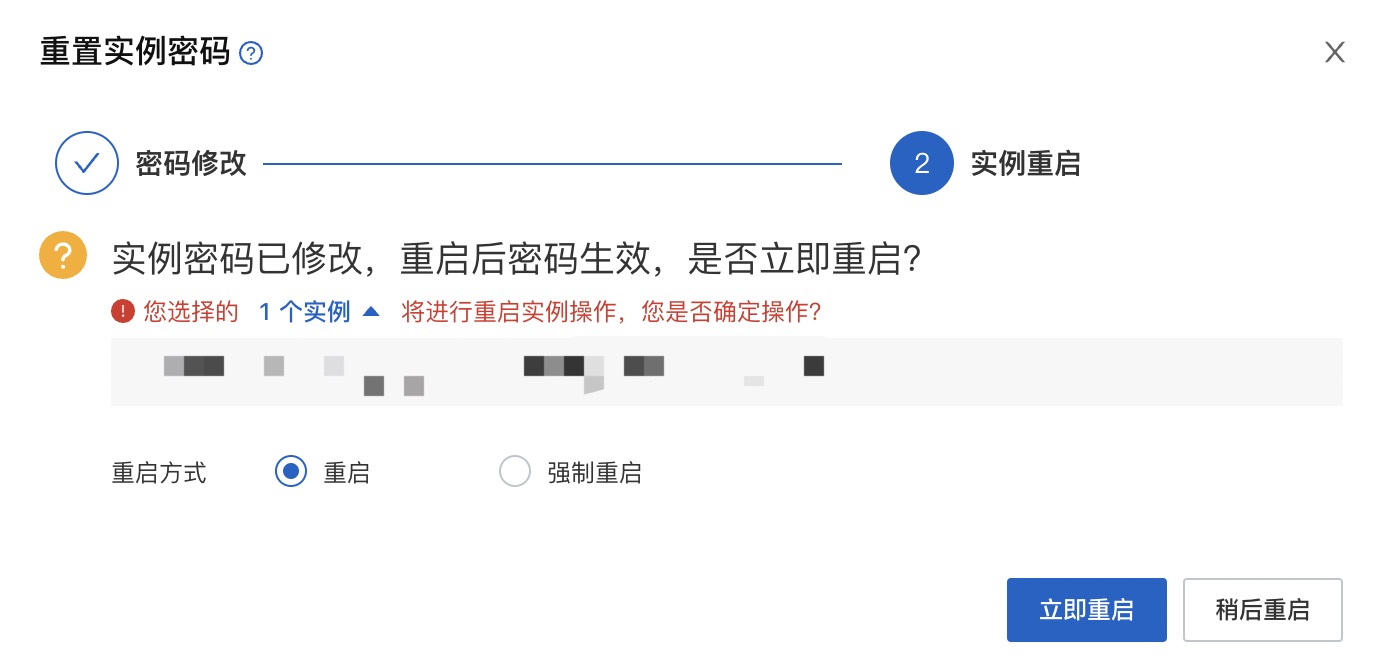 重置实例密码 ?
密码修改
2 实例重启
? 实例密码已修改，重启后密码生效，是否立即重启?
! 您选择的 1 个实例 将进行重启实例操作，您是否确定操作?
重启方式 重启 强制重启
立即重启 稍后重启